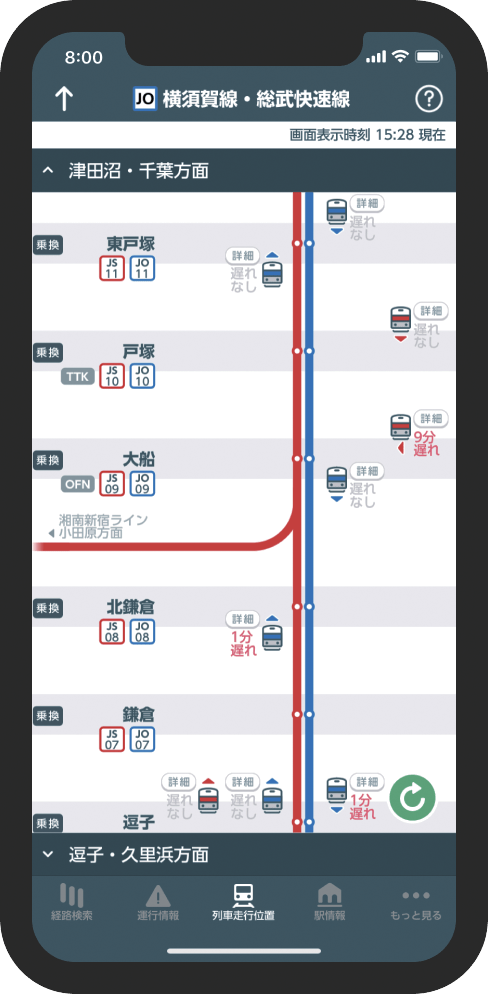 8:00
JO 横須賀線・総武快速線
画面表示時刻 15:28 現在
津田沼・千葉方面
詳細
遅れ
なし
乗換 東戸塚
JS 11 JO 11
詳細
遅れ
なし
詳細
遅れ
なし
乗換 戸塚
TTK JS 10 JO 10
詳細
9分
遅れ
乗換 大船
OFN JS 09 JO 09
詳細
遅れ
なし
湘南新宿ライン
小田原方面
乗換 北鎌倉
JS 08 JO 08
詳細
1分
遅れ
乗換 鎌倉
JS 07 JO 07
詳細
遅れ
なし
詳細
遅れ
なし
詳細
1分
遅れ
乗換 逗子
逗子・久里浜方面
経路検索 運行情報 列車走行位置 駅情報 もっと見る